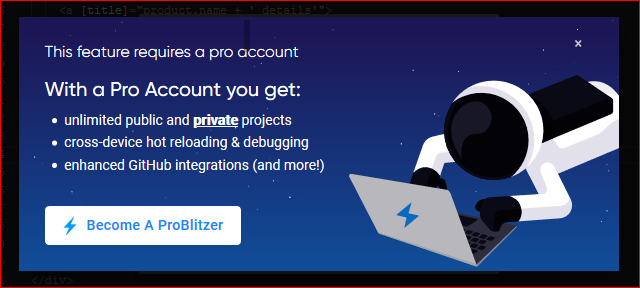 <a [title]="product.name + ' details'">
This feature requires a pro account
×
With a Pro Account you get:
• unlimited public and private projects
• cross-device hot reloading & debugging
• enhanced GitHub integrations (and more!)
Become A ProBlitzer
</div>